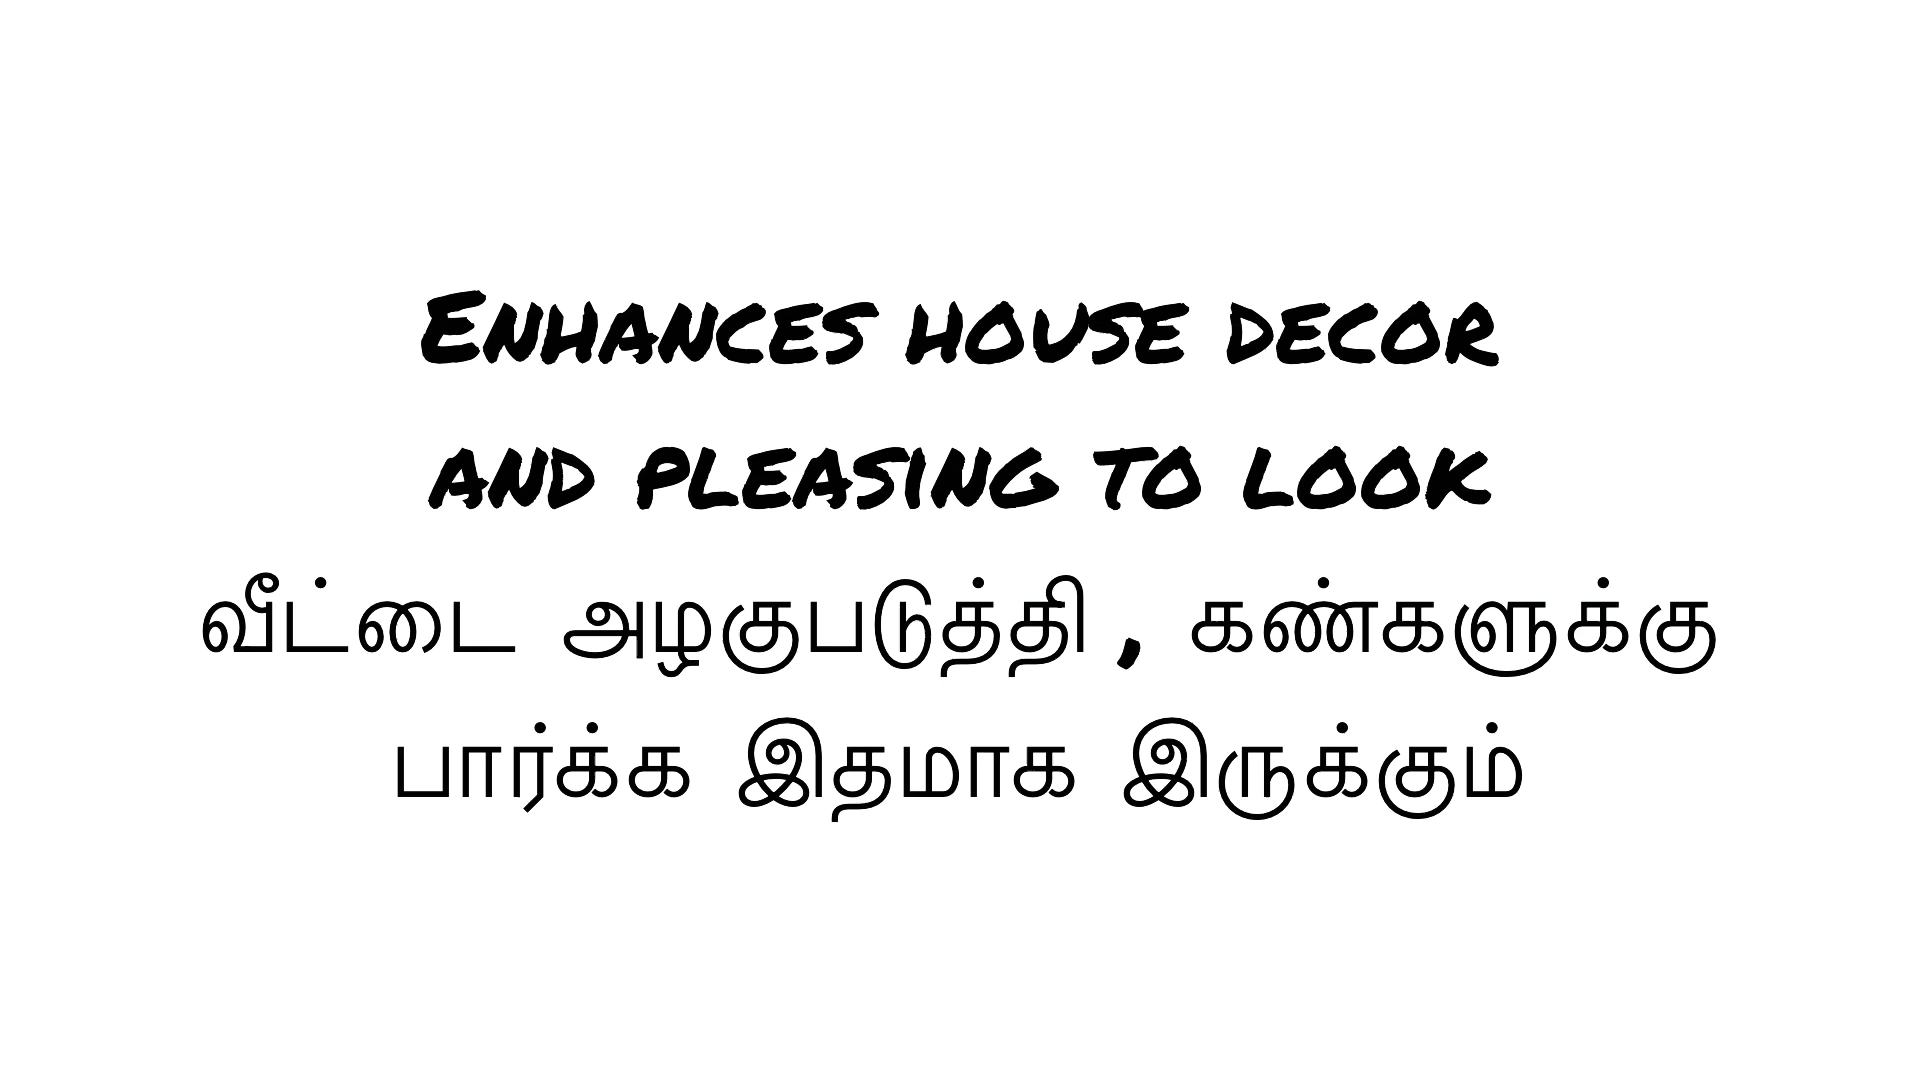 Enhances house decor
and pleasing to look
வீட்டை அழகுபடுத்தி , கண்களுக்கு
பார்க்க இதமாக இருக்கும்